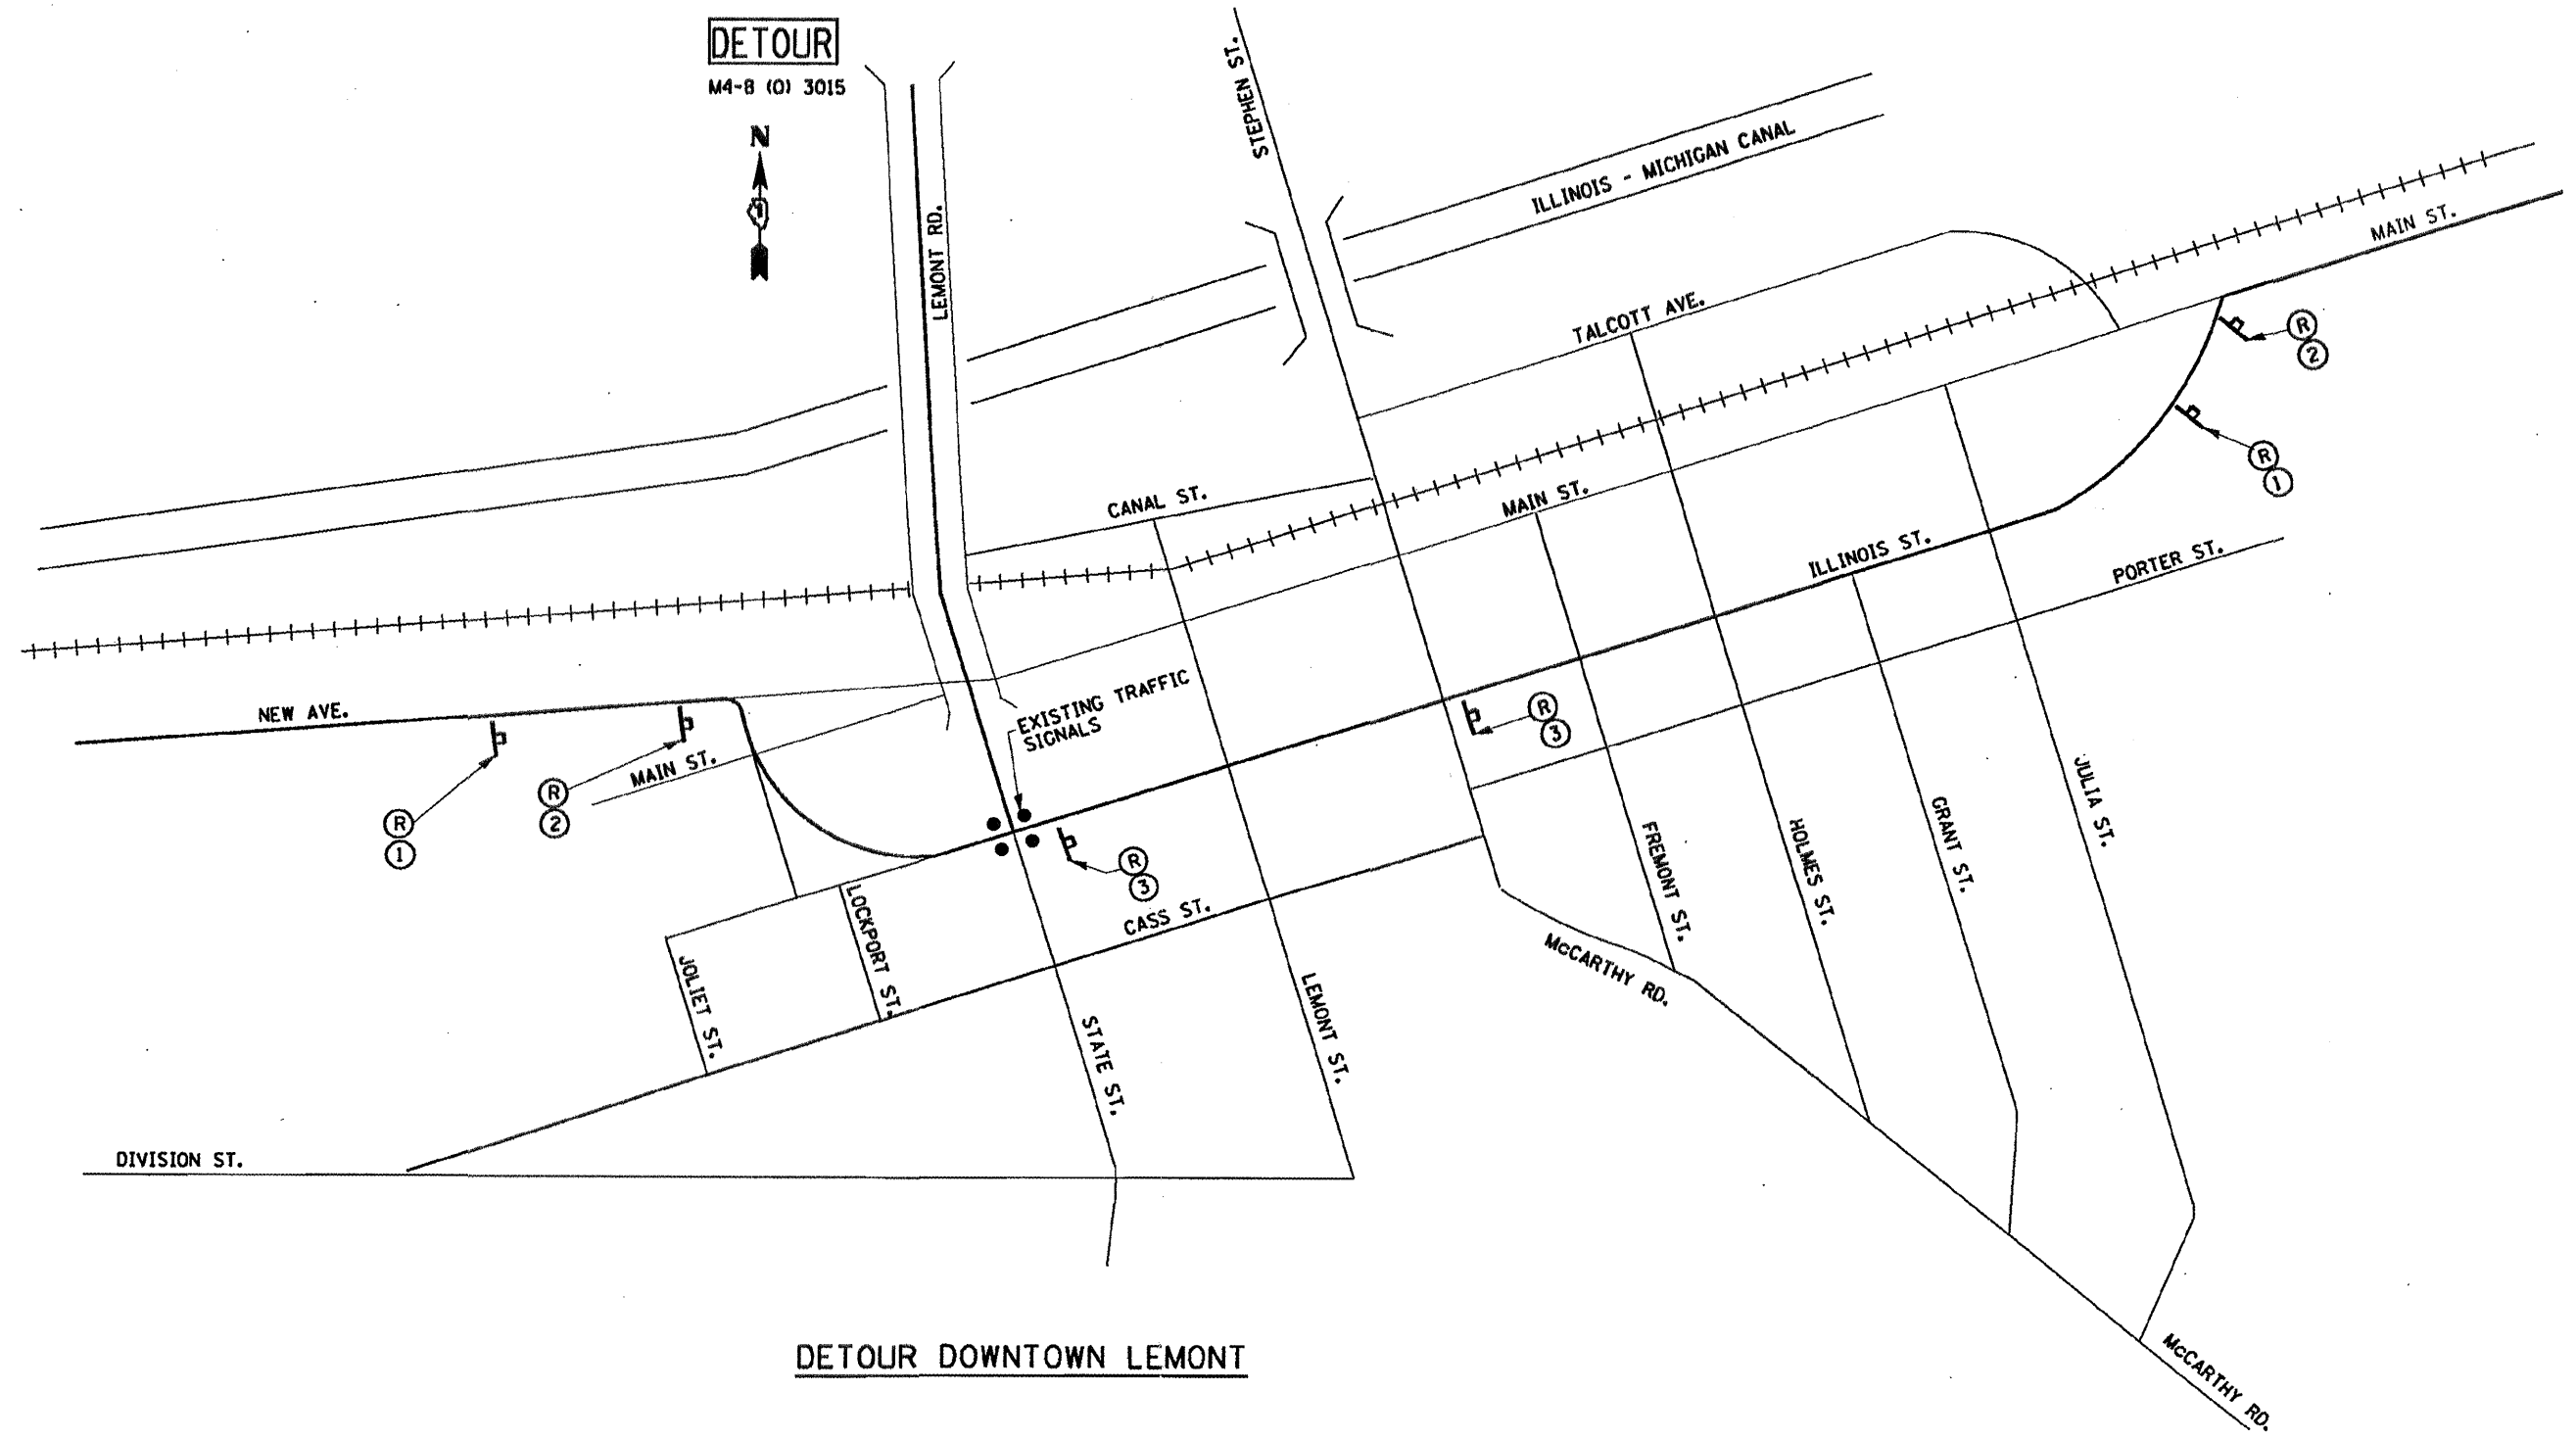 DETOUR
M4-8 (O) 3015
N
LEMONT RD.
STEPHEN ST.
ILLINOIS - MICHIGAN CANAL
MAIN ST.
TALCOTT AVE.
R
2
R
1
CANAL ST.
MAIN ST.
ILLINOIS ST.
PORTER ST.
NEW AVE.
EXISTING TRAFFIC
SIGNALS
R
3
MAIN ST.
R
2
R
1
R
3
CASS ST.
LOCKPORT ST.
JOLIET ST.
STATE ST.
LEMONT ST.
FREMONT ST.
HOLMES ST.
GRANT ST.
JULIA ST.
McCARTHY RD.
DIVISION ST.
McCARTHY RD.
DETOUR DOWNTOWN LEMONT